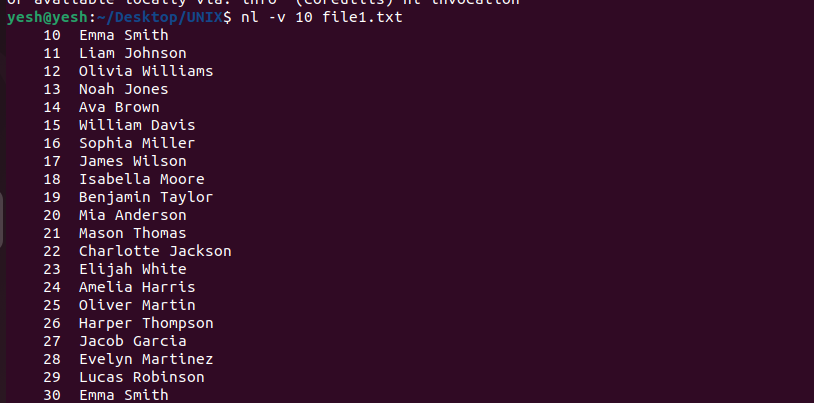 or available locally via: info '(coreutils) nl invocation'
yesh@yesh:~/Desktop/UNIX$ nl -v 10 file1.txt
10 Emma Smith
11 Liam Johnson
12 Olivia Williams
13 Noah Jones
14 Ava Brown
15 William Davis
16 Sophia Miller
17 James Wilson
18 Isabella Moore
19 Benjamin Taylor
20 Mia Anderson
21 Mason Thomas
22 Charlotte Jackson
23 Elijah White
24 Amelia Harris
25 Oliver Martin
26 Harper Thompson
27 Jacob Garcia
28 Evelyn Martinez
29 Lucas Robinson
30 Emma Smith